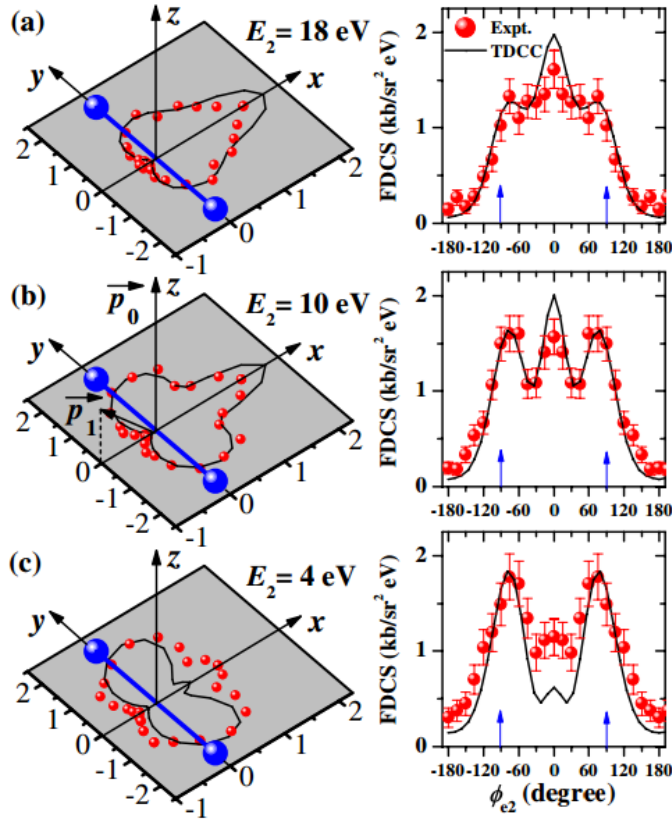 (a)
z
E₂ = 18 eV
y
x
2
1
0
-1
-2
-1
0
1
2
FDCS (kb/sr² eV)
2
1
0
Expt.
TDCC
-180 -120 -60 0 60 120 180
(b)
p₀
z
E₂ = 10 eV
y
x
p₁
2
1
0
-1
-2
-1
0
1
2
FDCS (kb/sr² eV)
2
1
0
-180 -120 -60 0 60 120 180
(c)
z
E₂ = 4 eV
y
x
2
1
0
-1
-2
-1
0
1
2
FDCS (kb/sr² eV)
2
1
0
-180 -120 -60 0 60 120 180
ϕe2 (degree)